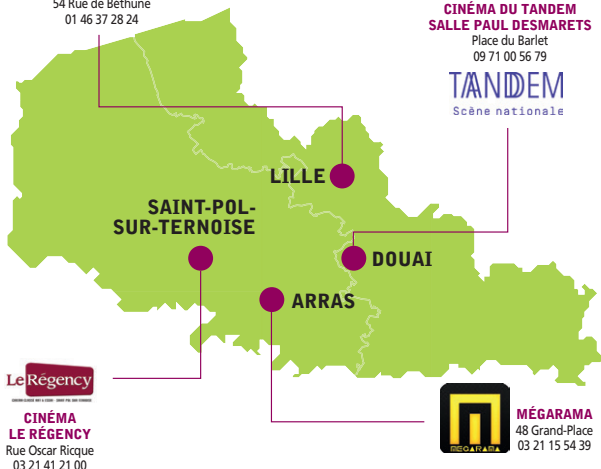 54 Rue de Béthune
01 46 37 28 24
CINÉMA DU TANDEM
SALLE PAUL DESMARETS
Place du Barlet
09 71 00 56 79
TANDEM
Scène nationale
LILLE
SAINT-POL-
SUR-TERNOISE
DOUAI
ARRAS
Le Régency
CINÉMA
LE RÉGENCY
Rue Oscar Ricque
03 21 41 21 00
MEGARAMA
MÉGARAMA
48 Grand-Place
03 21 15 54 39